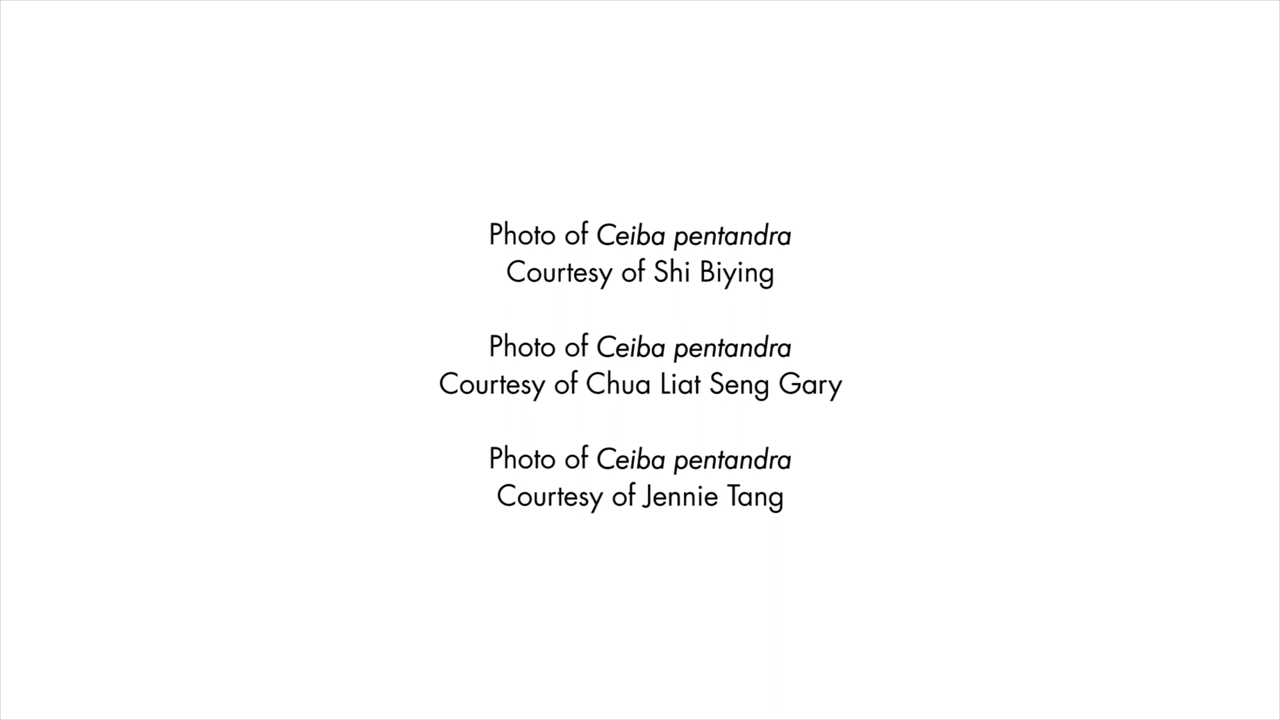 Photo of Ceiba pentandra
Courtesy of Shi Biying
Photo of Ceiba pentandra
Courtesy of Chua Liat Seng Gary
Photo of Ceiba pentandra
Courtesy of Jennie Tang